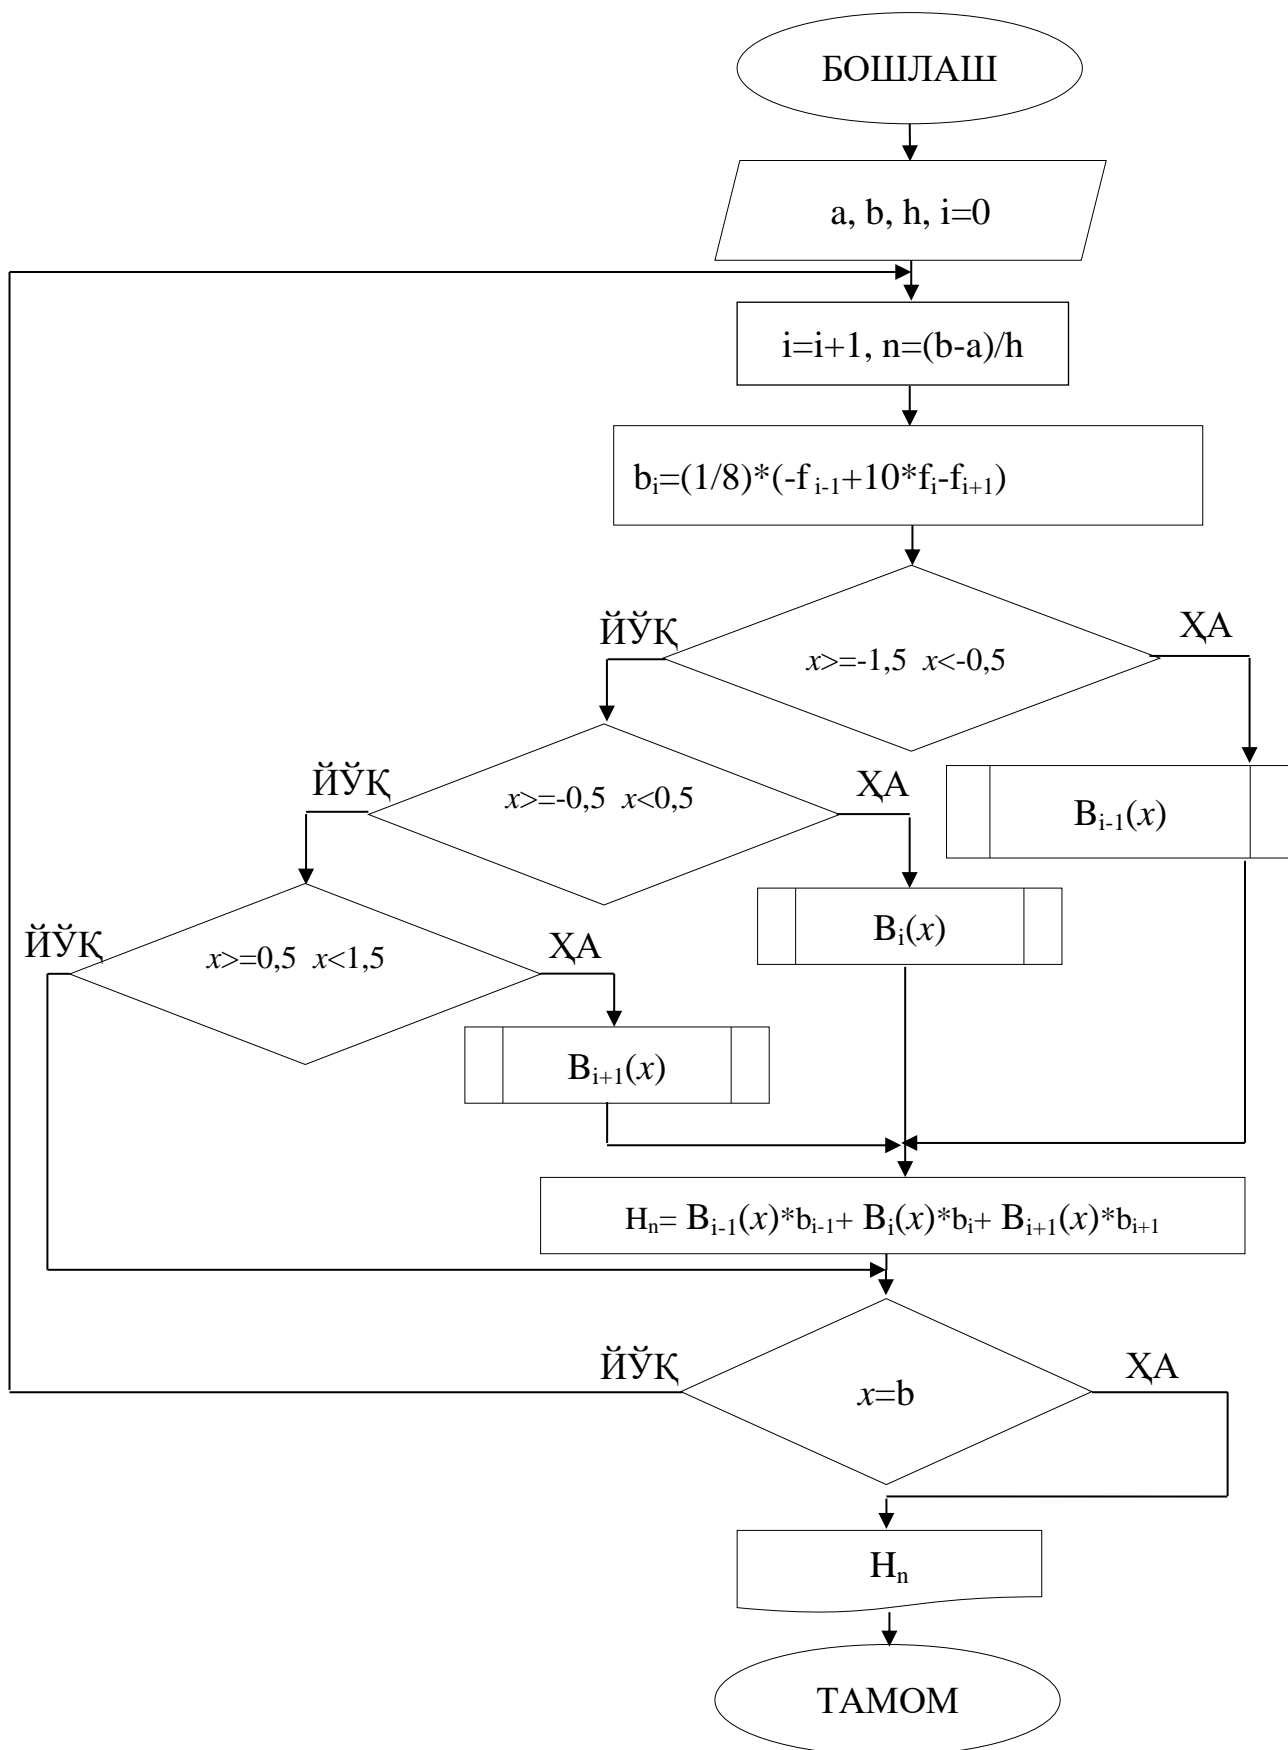 БОШЛАШ
a, b, h, i=0
i=i+1, n=(b-a)/h
bᵢ=(1/8)*(-f i-1+10*fi-fi+1)
ЙЎҚ
ҲА
x>=-1,5 x<-0,5
ЙЎҚ
ҲА
x>=-0,5 x<0,5
Bi-1(x)
ЙЎҚ
ҲА
x>=0,5 x<1,5
Bi(x)
Bi+1(x)
Hn= Bi-1(x)*bi-1+ Bi(x)*bi+ Bi+1(x)*bi+1
ЙЎҚ
ҲА
x=b
Hn
ТАМОМ